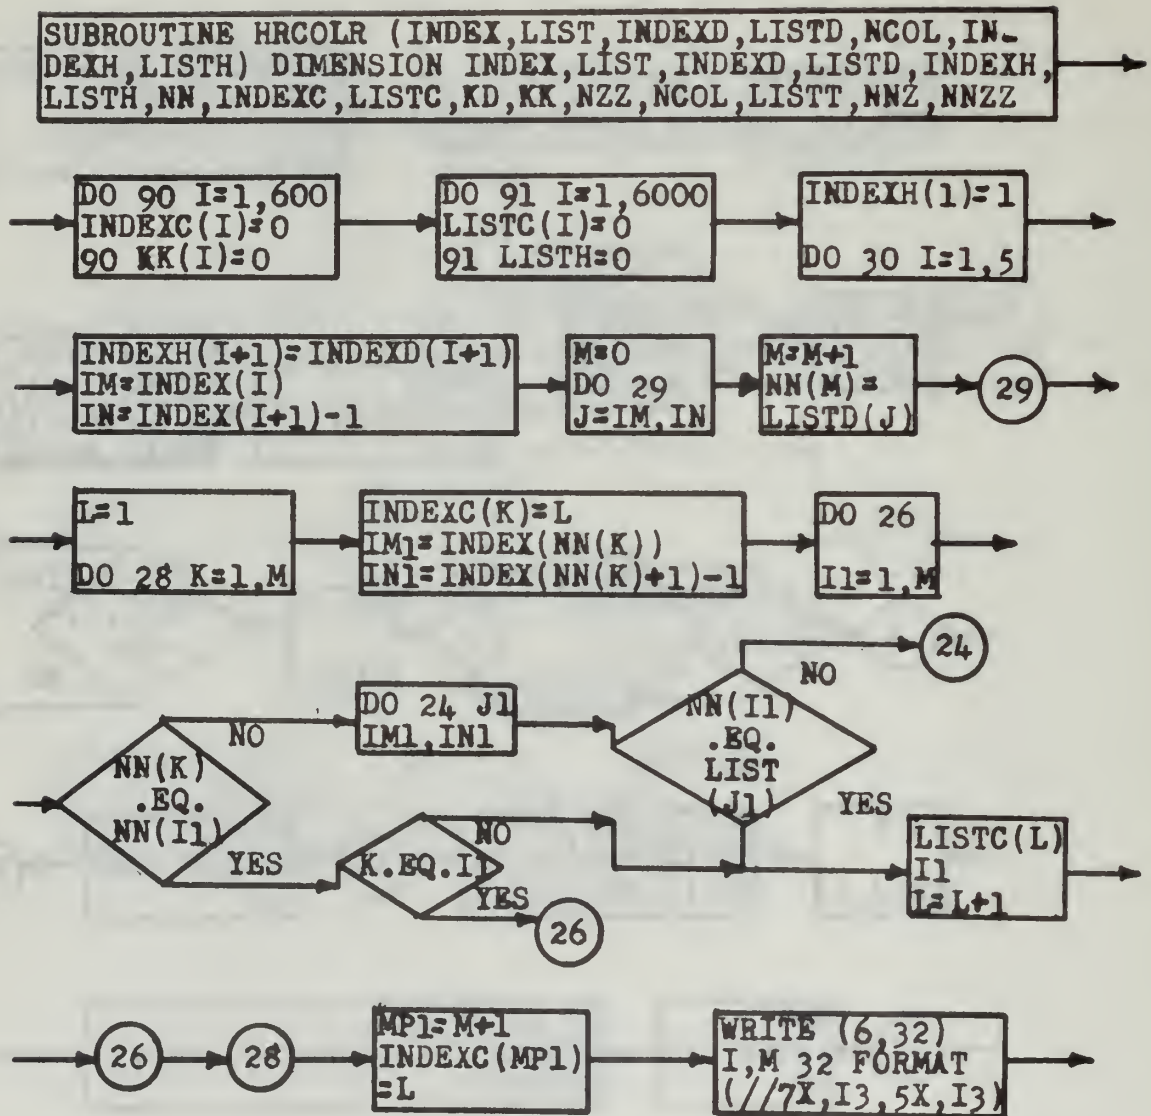 SUBROUTINE HRCOLR (INDEX,LIST,INDEXD,LISTD,NCOL,IN-
DEXH,LISTH) DIMENSION INDEX,LIST,INDEXD,LISTD,INDEXH,
LISTH,NN,INDEXC,LISTC,KD,KK,NZZ,NCOL,LISTT,NNZ,NNZZ
DO 90 I=1,600
INDEXC(I)=0
90 KK(I)=0
DO 91 I=1,6000
LISTC(I)=0
91 LISTH=0
INDEXH(1)=1
DO 30 I=1,5
INDEXH(I+1)=INDEXD(I+1)
IM=INDEX(I)
IN=INDEX(I+1)-1
M=0
DO 29
J=IM,IN
M=M+1
NN(M)=
LISTD(J)
29
L=1
DO 28 K=1,M
INDEXC(K)=L
IM1=INDEX(NN(K))
IN1=INDEX(NN(K)+1)-1
DO 26
I1=1,M
NN(K)
.EQ.
NN(I1)
NO
YES
DO 24 J1
IM1,IN1
K.EQ.I1
NO
YES
26
NN(I1)
.EQ.
LIST
(J1)
NO
24
YES
LISTC(L)
I1
L=L+1
26
28
MP1=M+1
INDEXC(MP1)
=L
WRITE (6,32)
I,M 32 FORMAT
(//7X,I3,5X,I3)